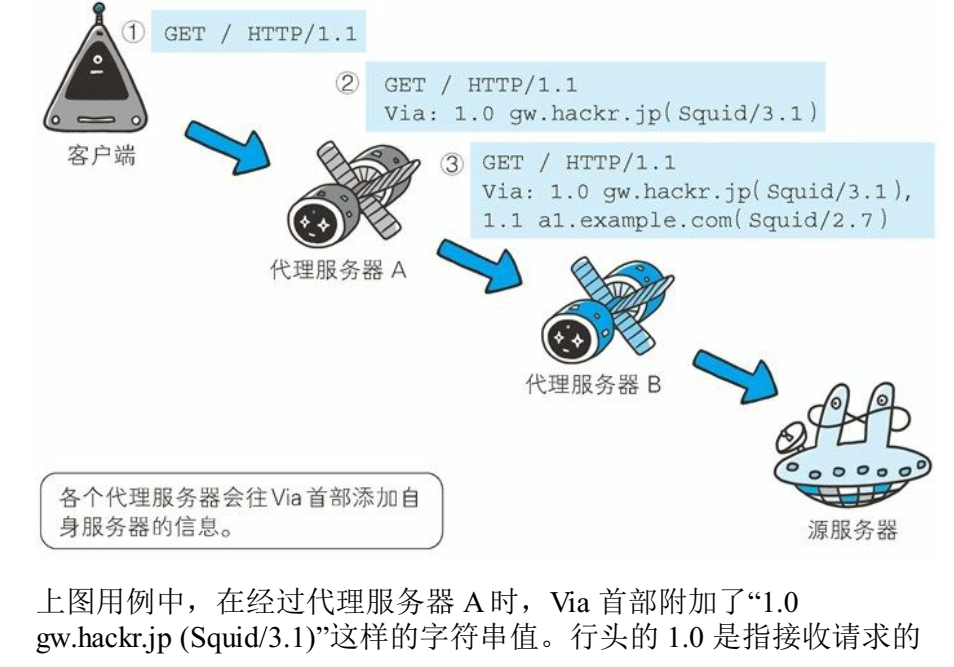 ① GET / HTTP/1.1
② GET / HTTP/1.1
Via: 1.0 gw.hackr.jp(Squid/3.1)
客户端
③ GET / HTTP/1.1
Via: 1.0 gw.hackr.jp(Squid/3.1),
1.1 a1.example.com(Squid/2.7)
代理服务器 A
代理服务器 B
各个代理服务器会往Via首部添加自
身服务器的信息。
源服务器
上图用例中，在经过代理服务器 A 时，Via 首部附加了“1.0
gw.hackr.jp (Squid/3.1)”这样的字符串值。行头的 1.0 是指接收请求的